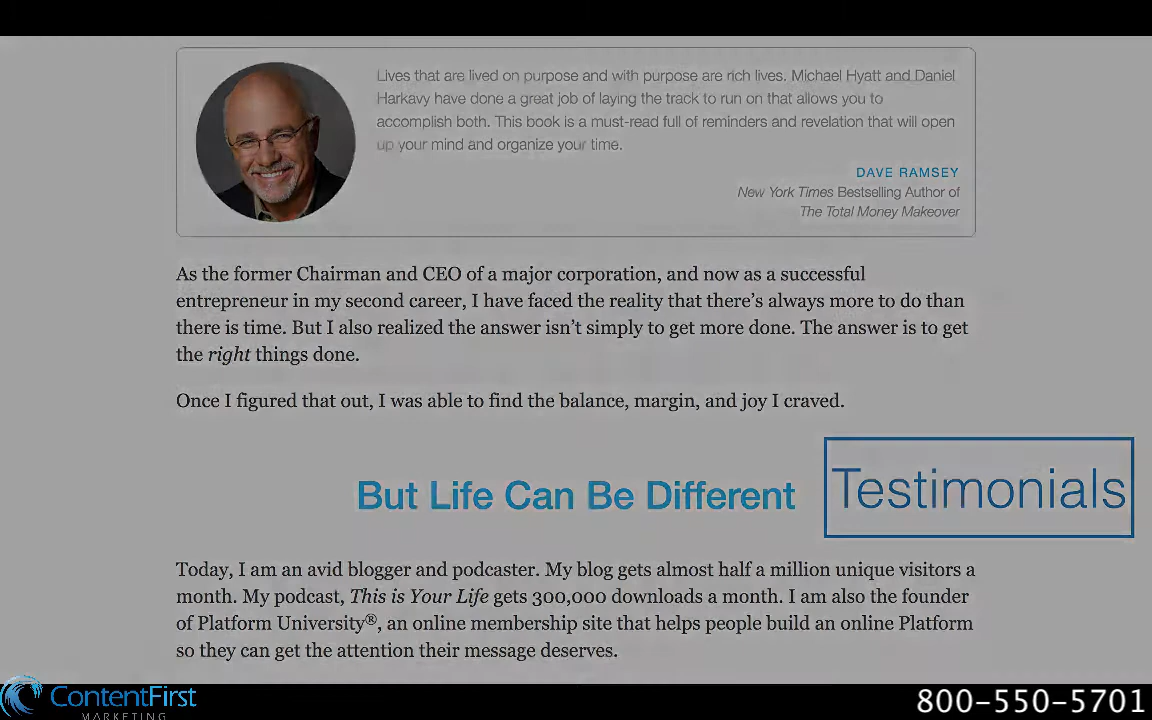 Lives that are lived on purpose and with purpose are rich lives. Michael Hyatt and Daniel
Harkavy have done a great job of laying the track to run on that allows you to
accomplish both. This book is a must-read full of reminders and revelation that will open
up your mind and organize your time.
DAVE RAMSEY
New York Times Bestselling Author of
The Total Money Makeover
As the former Chairman and CEO of a major corporation, and now as a successful
entrepreneur in my second career, I have faced the reality that there’s always more to do than
there is time. But I also realized the answer isn’t simply to get more done. The answer is to get
the right things done.
Once I figured that out, I was able to find the balance, margin, and joy I craved.
But Life Can Be Different
Testimonials
Today, I am an avid blogger and podcaster. My blog gets almost half a million unique visitors a
month. My podcast, This is Your Life gets 300,000 downloads a month. I am also the founder
of Platform University®, an online membership site that helps people build an online Platform
so they can get the attention their message deserves.
ContentFirst
MARKETING
800-550-5701